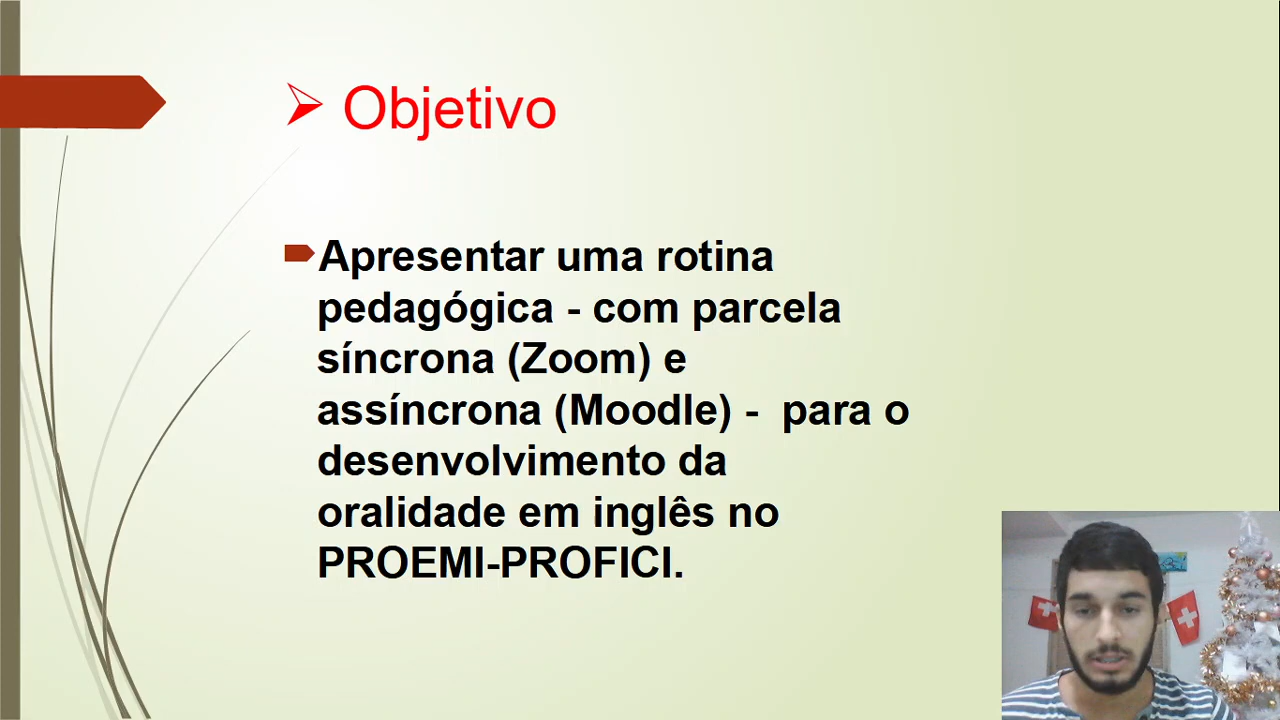 Objetivo
Apresentar uma rotina
pedagógica - com parcela
síncrona (Zoom) e
assíncrona (Moodle) - para o
desenvolvimento da
oralidade em inglês no
PROEMI-PROFICI.